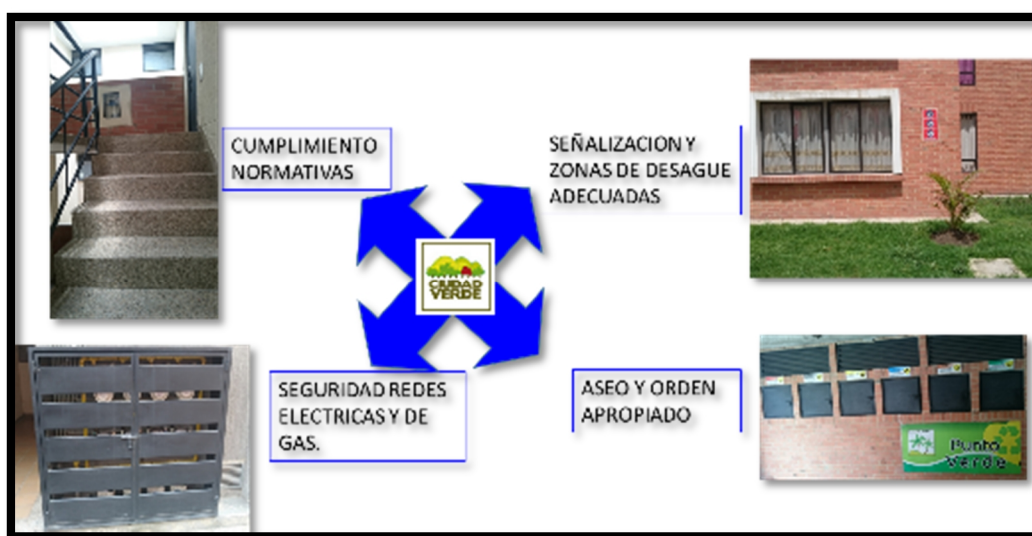 CUMPLIMIENTO
NORMATIVAS
SEÑALIZACION Y
ZONAS DE DESAGUE
ADECUADAS
CIUDAD
VERDE
SEGURIDAD REDES
ELECTRICAS Y DE
GAS.
ASEO Y ORDEN
APROPIADO
Punto
Verde